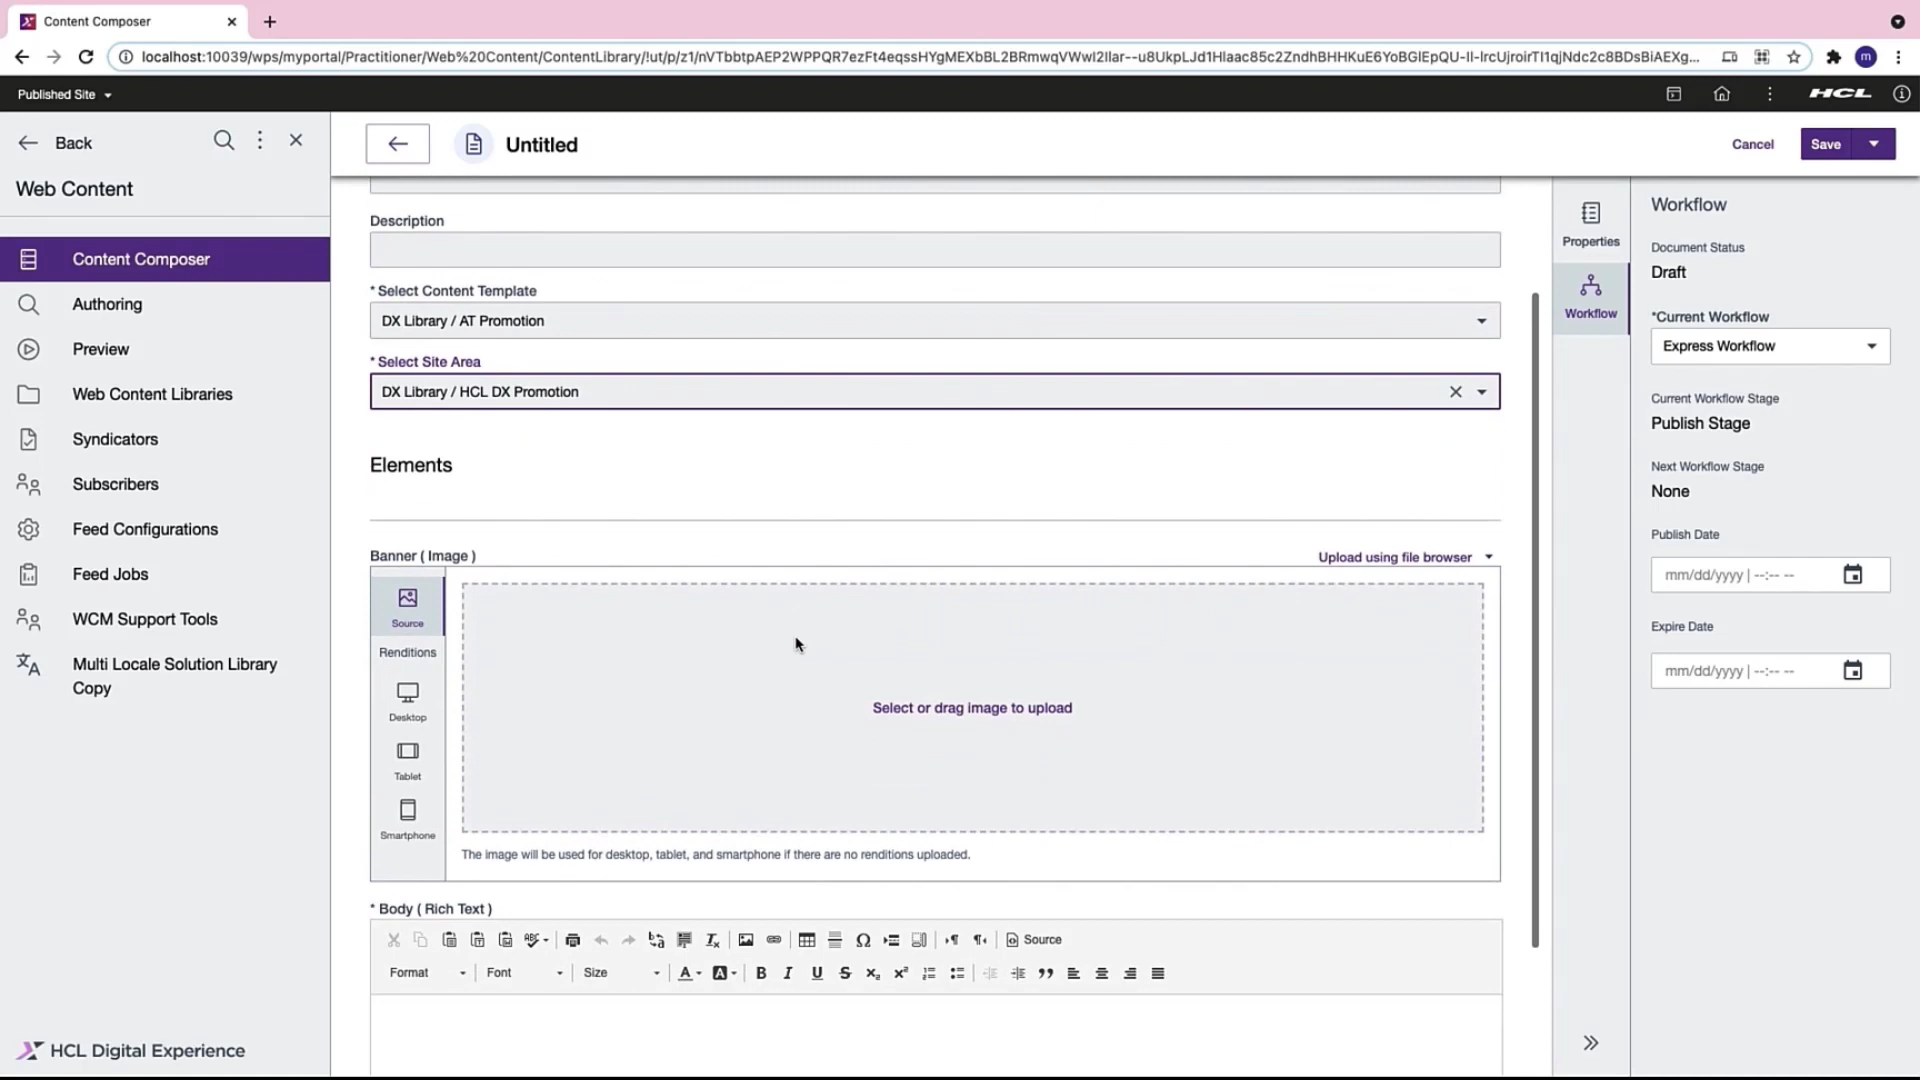 Content Composer
localhost:10039/wps/myportal/Practitioner/Web%20Content/ContentLibrary/!ut/p/z1/
m
Published Site
HCL
Back
Untitled
Cancel
Save
Web Content
Content Composer
Authoring
Preview
Web Content Libraries
Syndicators
Subscribers
Feed Configurations
Feed Jobs
WCM Support Tools
Multi Locale Solution Library
Copy
HCL Digital Experience
Description
* Select Content Template
DX Library / AT Promotion
* Select Site Area
DX Library / HCL DX Promotion
Elements
Banner ( Image )
Upload using file browser
Source
Renditions
Desktop
Tablet
Smartphone
Select or drag image to upload
The image will be used for desktop, tablet, and smartphone if there are no renditions uploaded.
* Body ( Rich Text )
Source
Format Font Size
Properties
Workflow
Workflow
Document Status
Draft
*Current Workflow
Express Workflow
Current Workflow Stage
Publish Stage
Next Workflow Stage
None
Publish Date
mm/dd/yyyy | --:-- --
Expire Date
mm/dd/yyyy | --:-- --